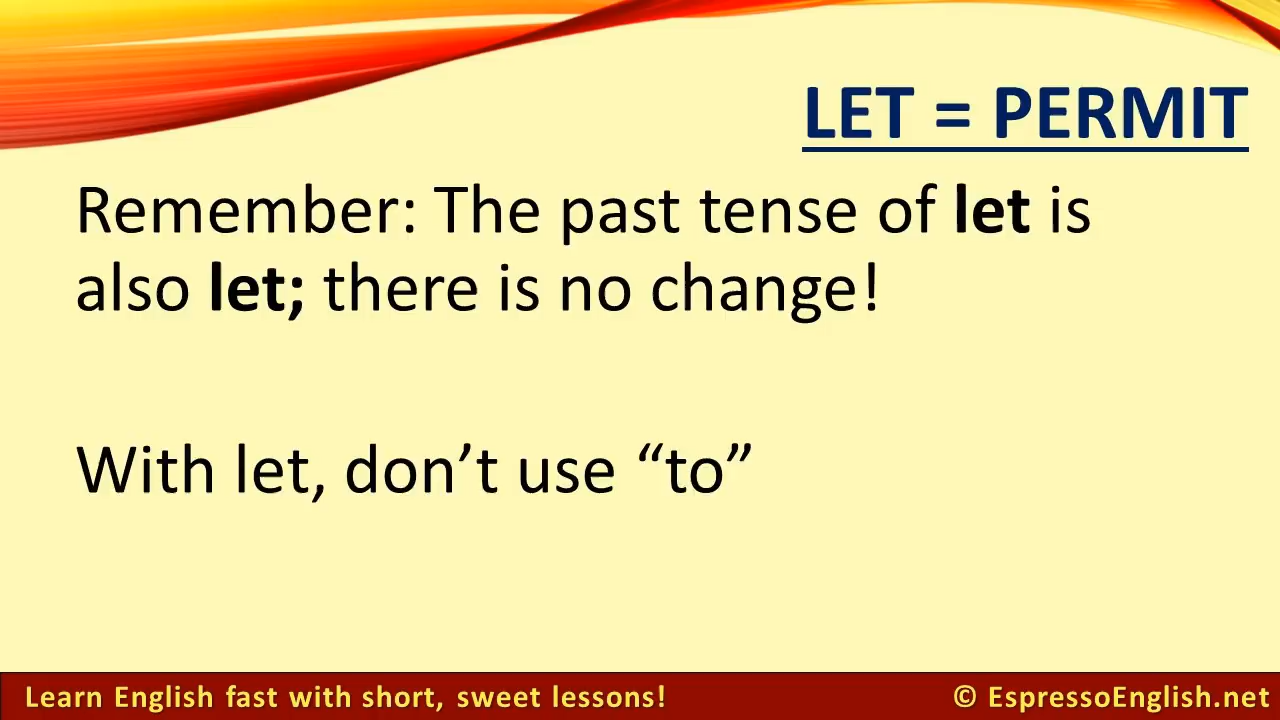 LET = PERMIT
Remember: The past tense of let is
also let; there is no change!
With let, don’t use “to”
Learn English fast with short, sweet lessons!
© EspressoEnglish.net